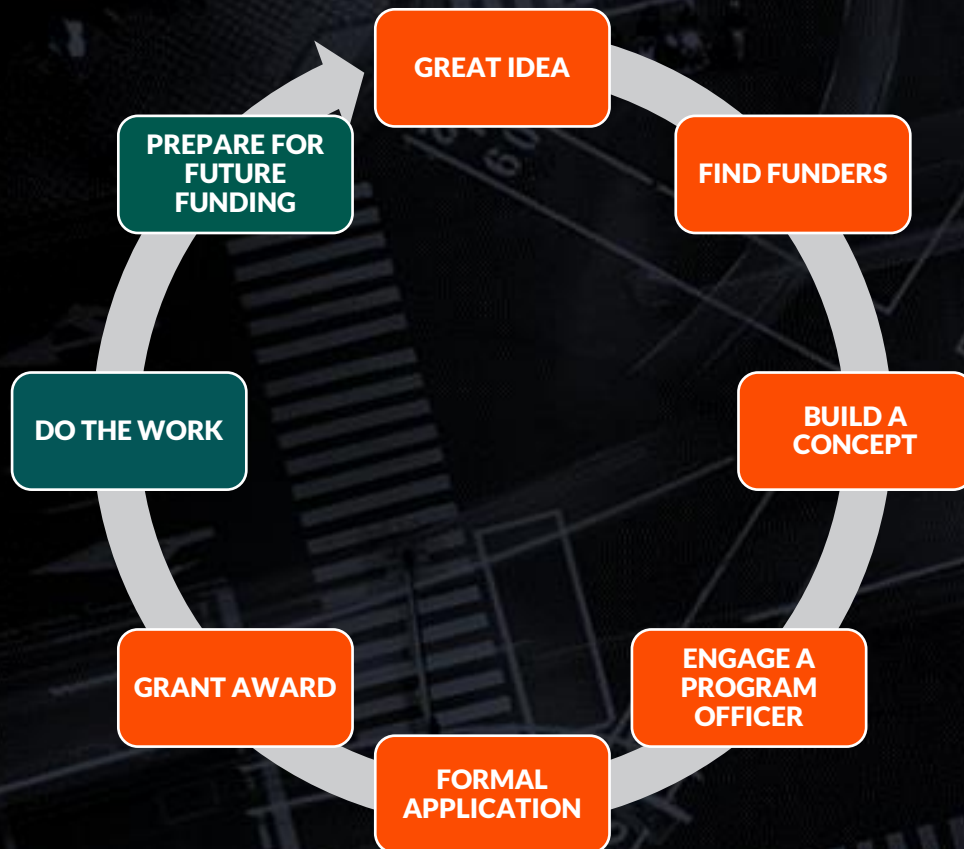 GREAT IDEA
FIND FUNDERS
BUILD A
CONCEPT
ENGAGE A
PROGRAM
OFFICER
FORMAL
APPLICATION
GRANT AWARD
DO THE WORK
PREPARE FOR
FUTURE
FUNDING